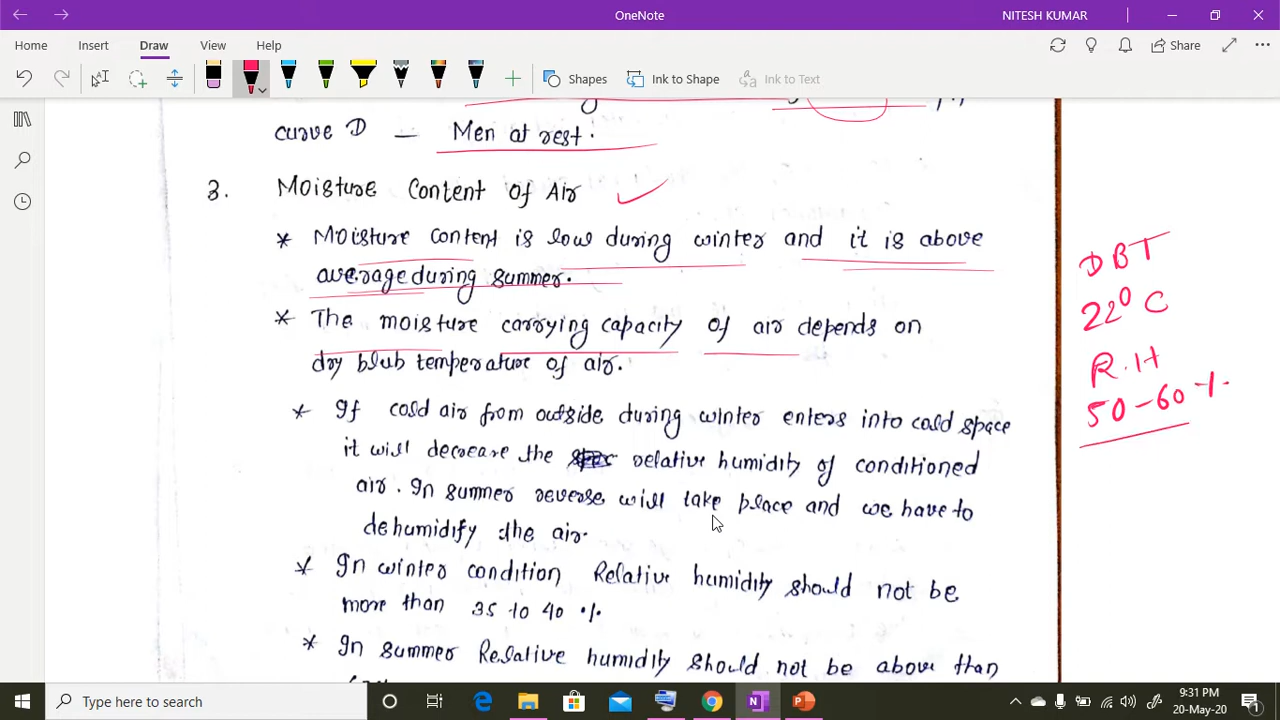 OneNote
NITESH KUMAR
Home Insert Draw View Help
Share
Shapes
Ink to Shape
Ink to Text
curve D — Men at rest.
3. Moisture Content of Air
* Moisture content is low during winter and it is above
average during summer.
* The moisture carrying capacity of air depends on
dry blub temperature of air.
* If cold air from outside during winter enters into cold space
it will decreare the relative humidity of conditioned
air. In summer reverse will take place and we have to
dehumidify the air.
* In winter condition Relative humidity should not be
more than 35 to 40 %
* In summer Relative humidity should not be above than
DBT
22° C
R.H
50-60 %
Type here to search
9:31 PM
20-May-20